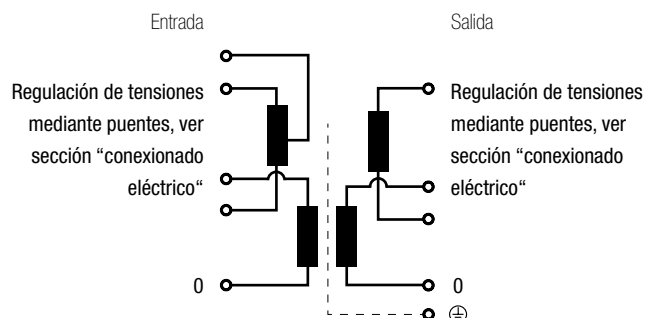 Entrada
Salida
Regulación de tensiones
mediante puentes, ver
sección “conexionado
eléctrico“
Regulación de tensiones
mediante puentes, ver
sección “conexionado
eléctrico“
0
0